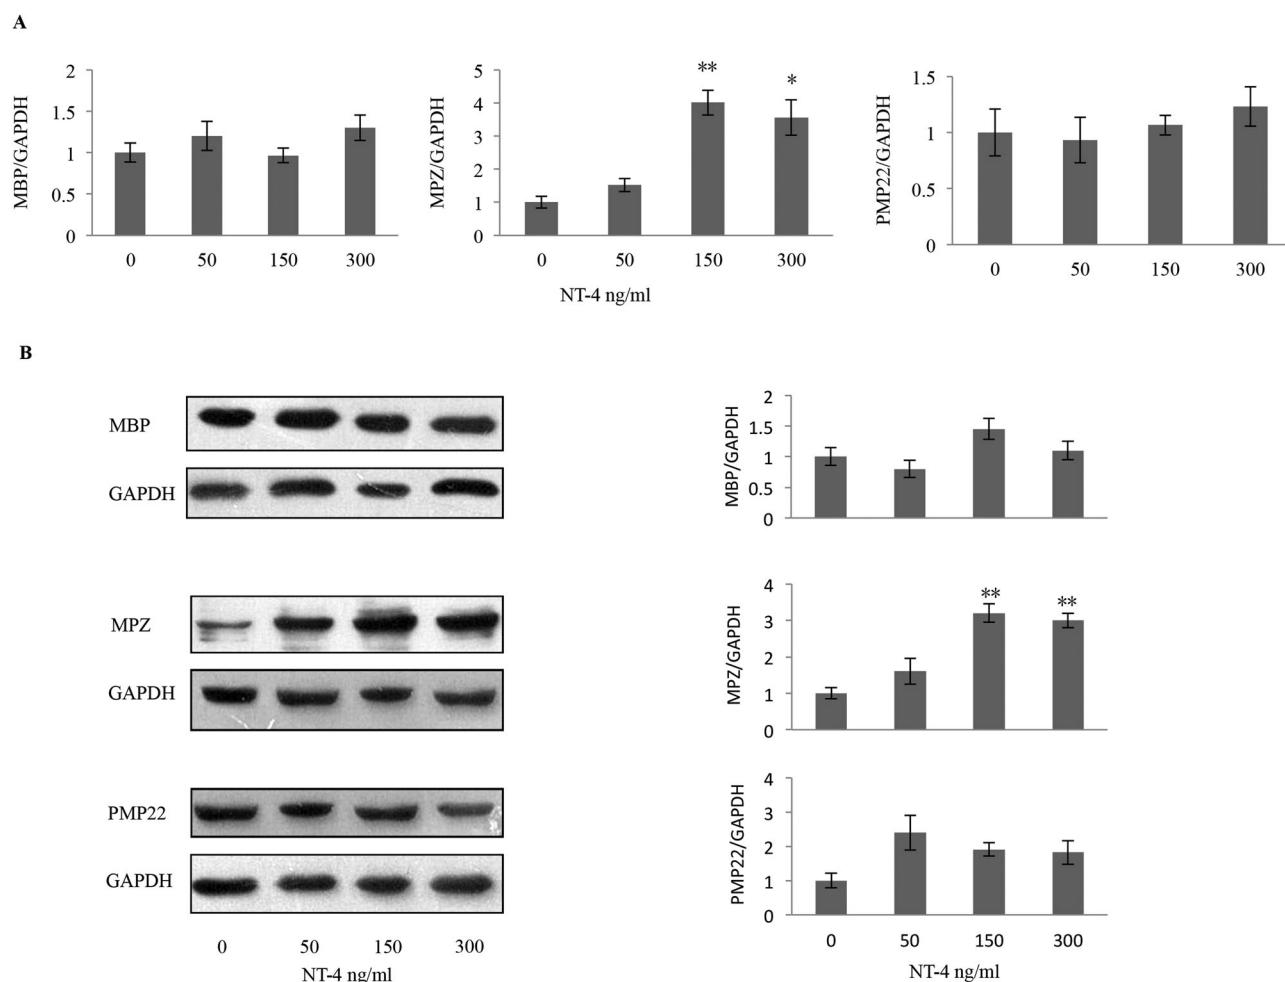 A
MBP/GAPDH
2
1.5
1
0.5
0
0 50 150 300
MPZ/GAPDH
5
4
3
2
1
0
** *
0 50 150 300
NT-4 ng/ml
PMP22/GAPDH
1.5
1
0.5
0
0 50 150 300
B
MBP
GAPDH
MPZ
GAPDH
PMP22
GAPDH
0 50 150 300
NT-4 ng/ml
MBP/GAPDH
2
1.5
1
0.5
0
MPZ/GAPDH
4
3
2
1
0
** **
PMP22/GAPDH
4
3
2
1
0
0 50 150 300
NT-4 ng/ml